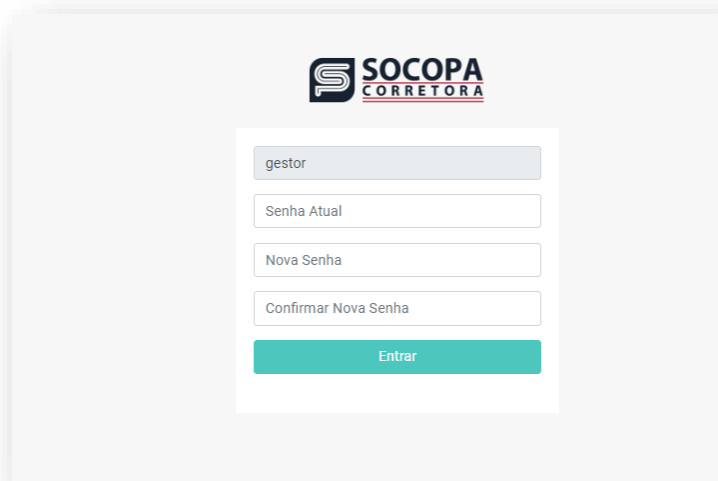 SOCOPA
CORRETORA
gestor
Senha Atual
Nova Senha
Confirmar Nova Senha
Entrar